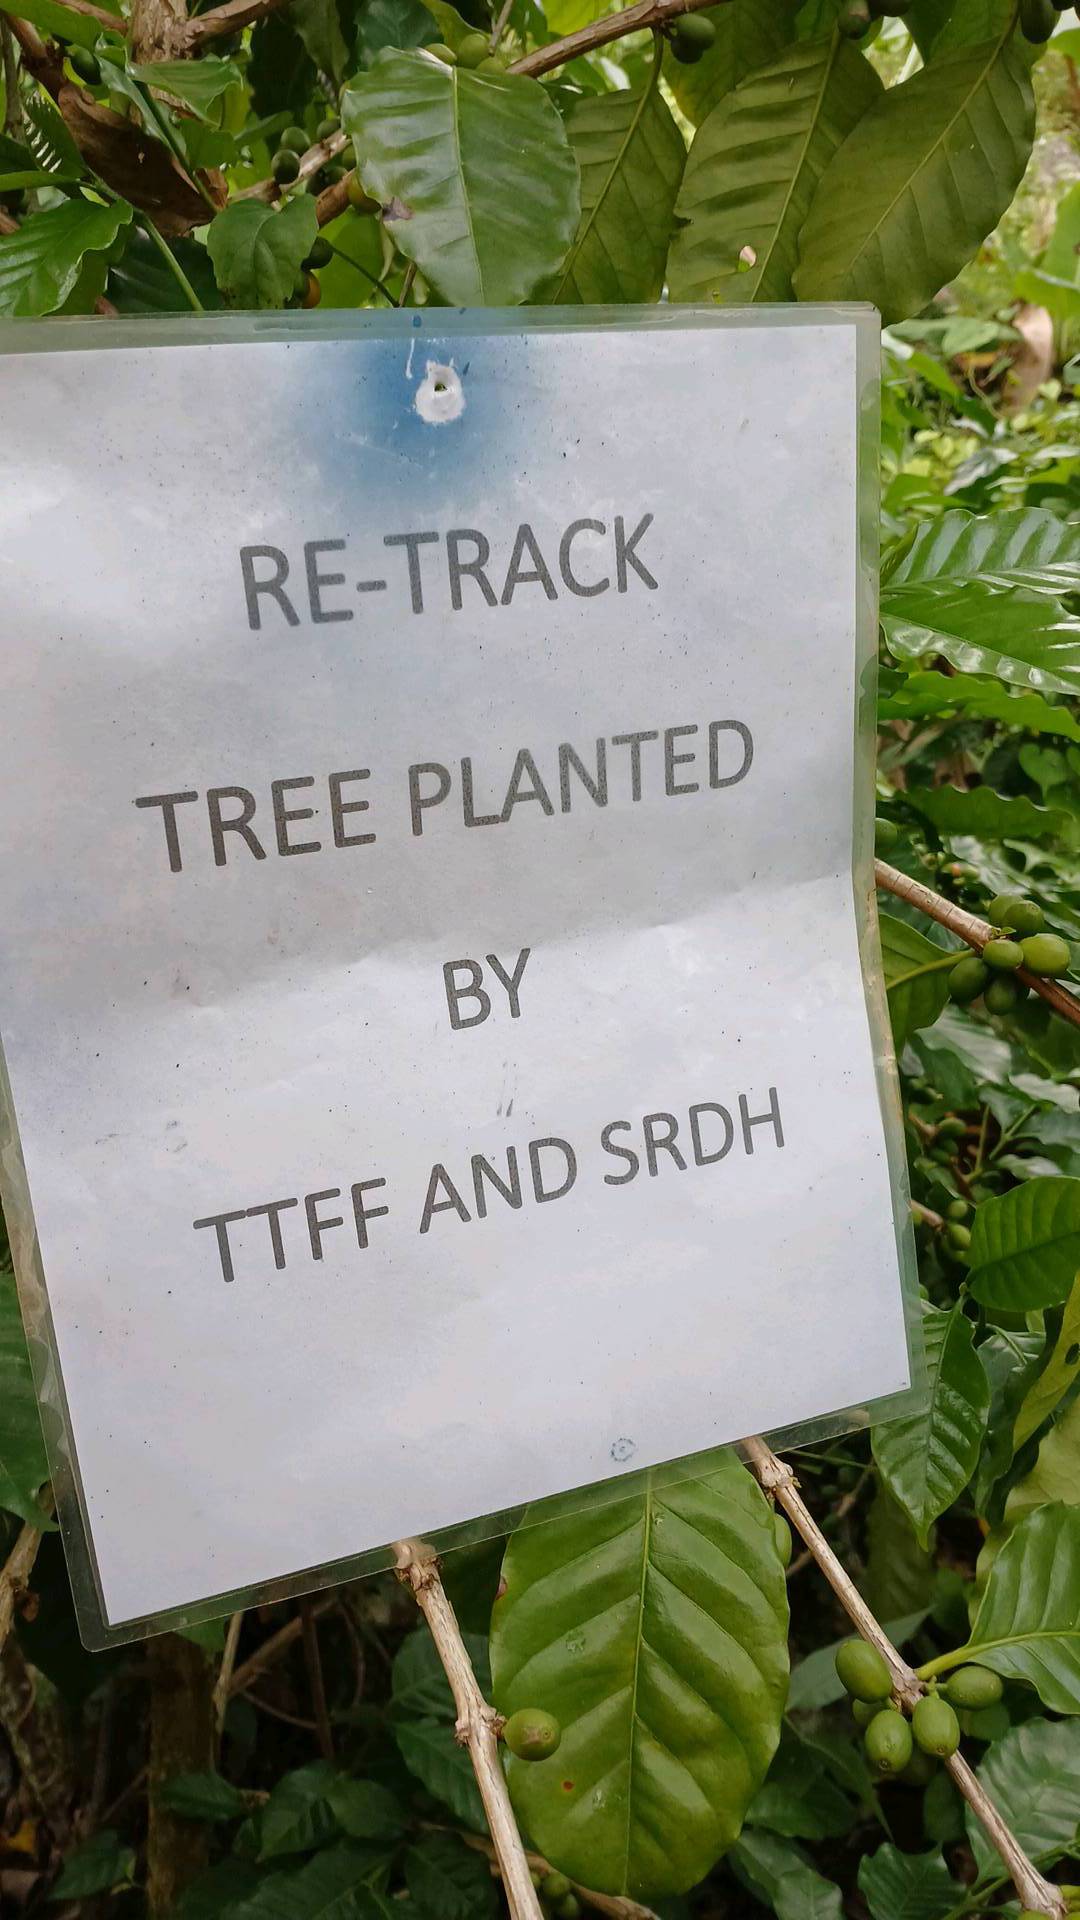 RE-TRACK
TREE PLANTED
BY
TTFF AND SRDH